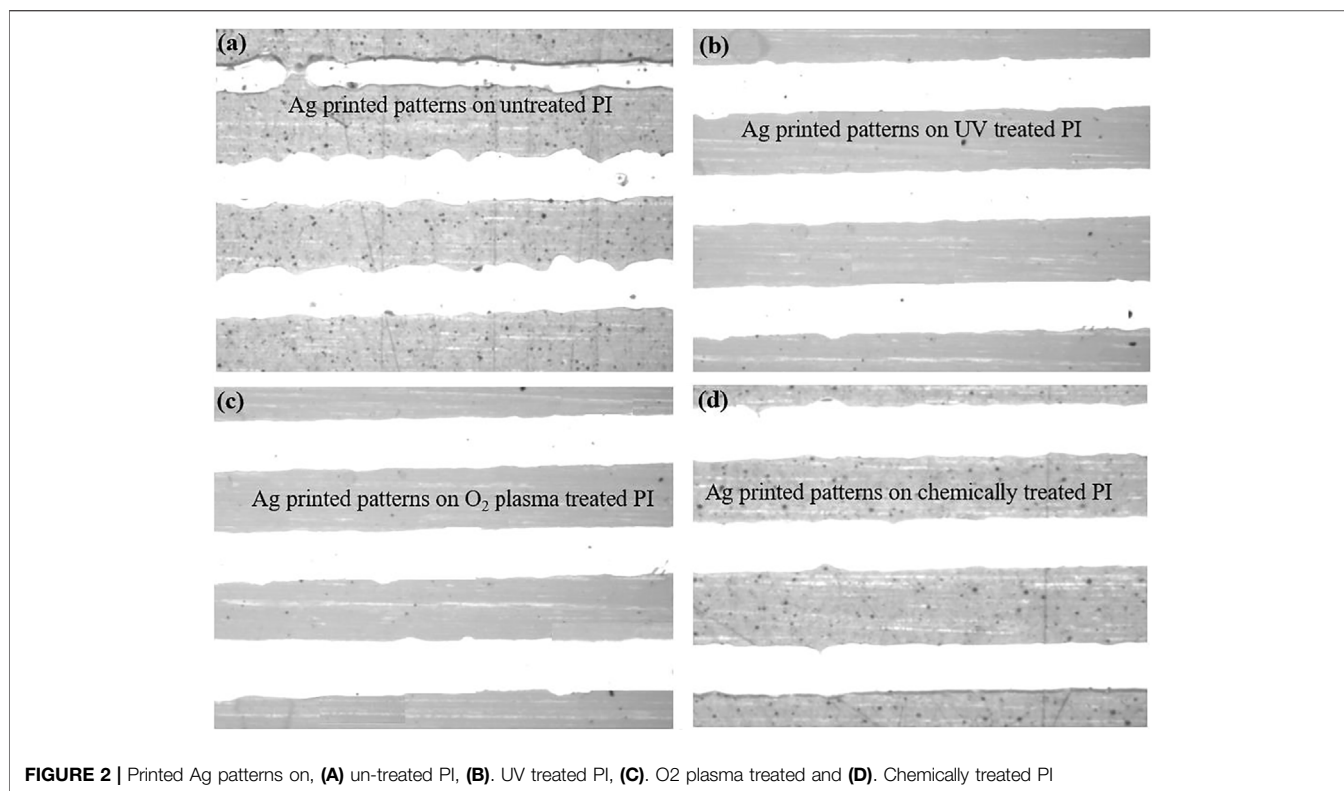 (a)
Ag printed patterns on untreated PI
(b)
Ag printed patterns on UV treated PI
(c)
Ag printed patterns on O₂ plasma treated PI
(d)
Ag printed patterns on chemically treated PI
FIGURE 2 | Printed Ag patterns on, (A) un-treated PI, (B). UV treated PI, (C). O2 plasma treated and (D). Chemically treated PI